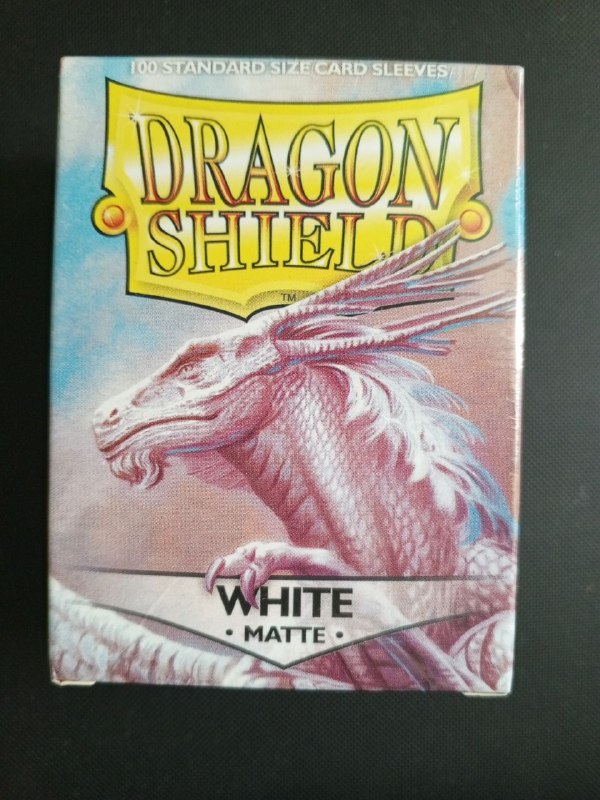 100 STANDARD SIZE CARD SLEEVES
DRAGON
SHIELD
TM
WHITE
• MATTE •